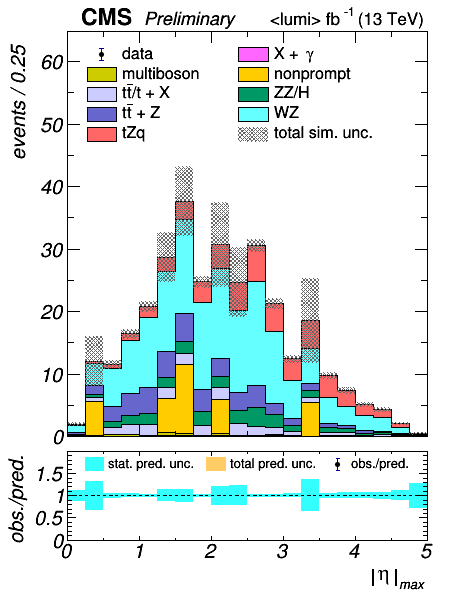 CMS Preliminary <lumi> fb⁻¹ (13 TeV)
events / 0.25
60
50
40
30
20
10
0
data
multiboson
tt̄/t + X
tt̄ + Z
tZq
X + γ
nonprompt
ZZ/H
WZ
total sim. unc.
obs./pred.
1.5
1
0.5
0
stat. pred. unc. total pred. unc. obs./pred.
0 1 2 3 4 5
|η|max